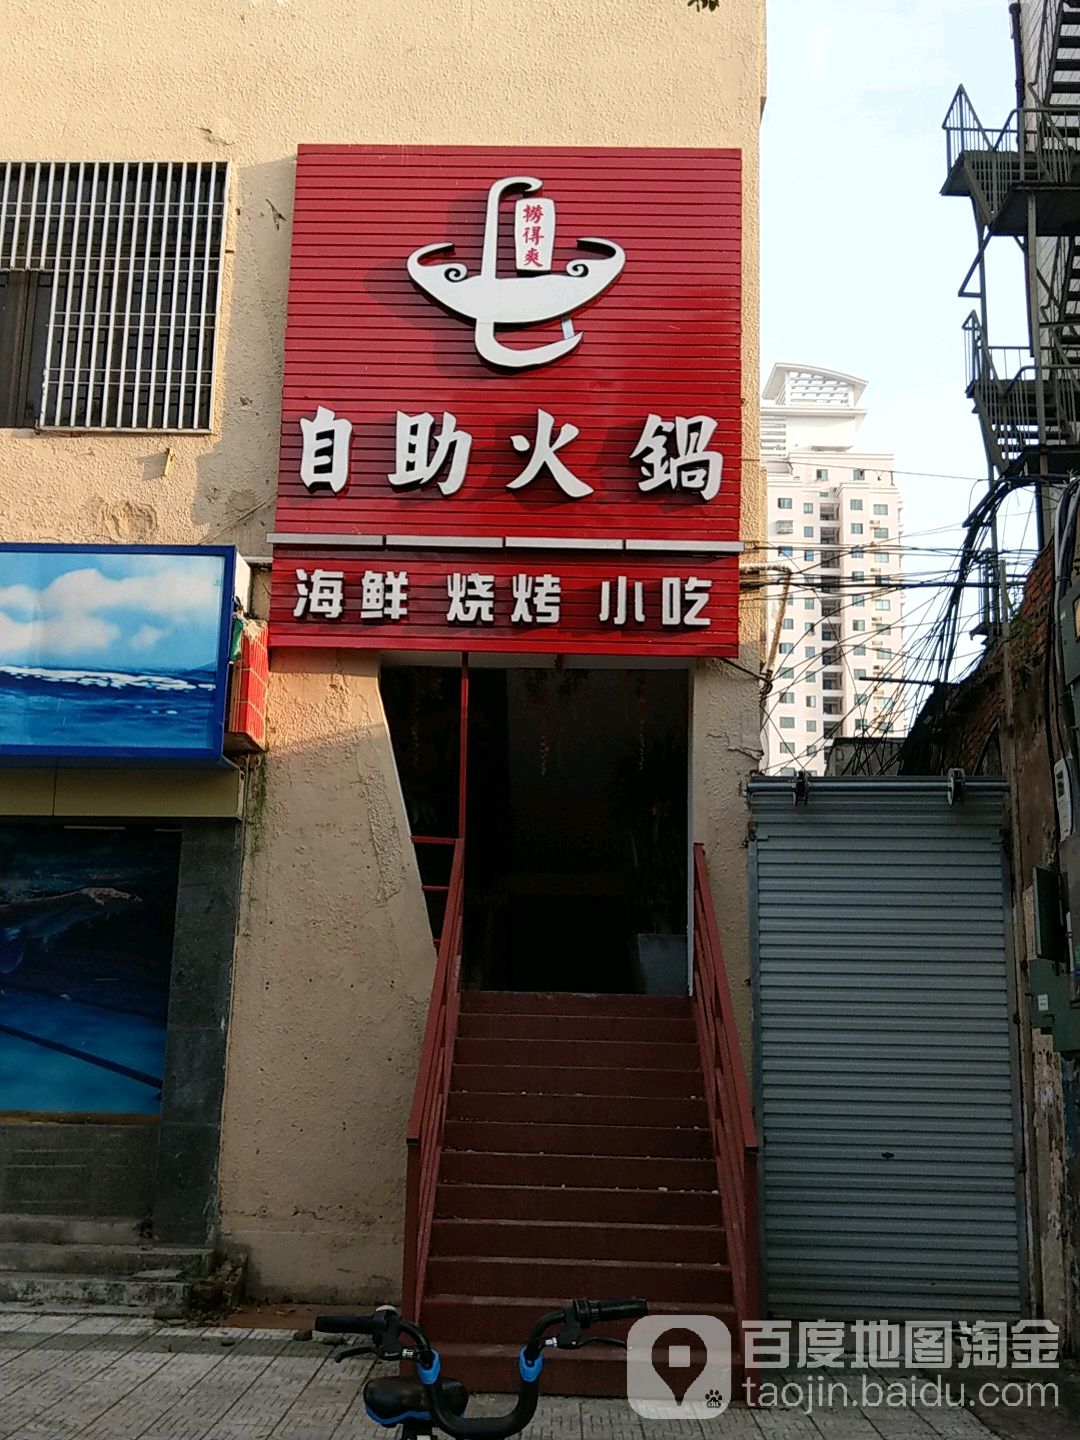 捞得爽
自助火鍋
海鲜 烧烤 小吃
百度地图淘金
taojin.baidu.com